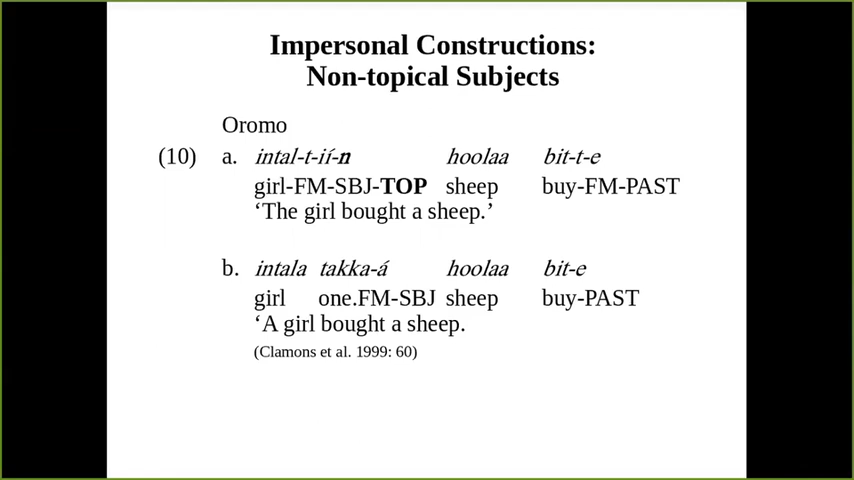 Impersonal Constructions:
Non-topical Subjects
Oromo
(10) a. intal-t-ií-n hoolaa bit-t-e
girl-FM-SBJ-TOP sheep buy-FM-PAST
‘The girl bought a sheep.’
b. intala takka-á hoolaa bit-e
girl one.FM-SBJ sheep buy-PAST
‘A girl bought a sheep.
(Clamons et al. 1999: 60)